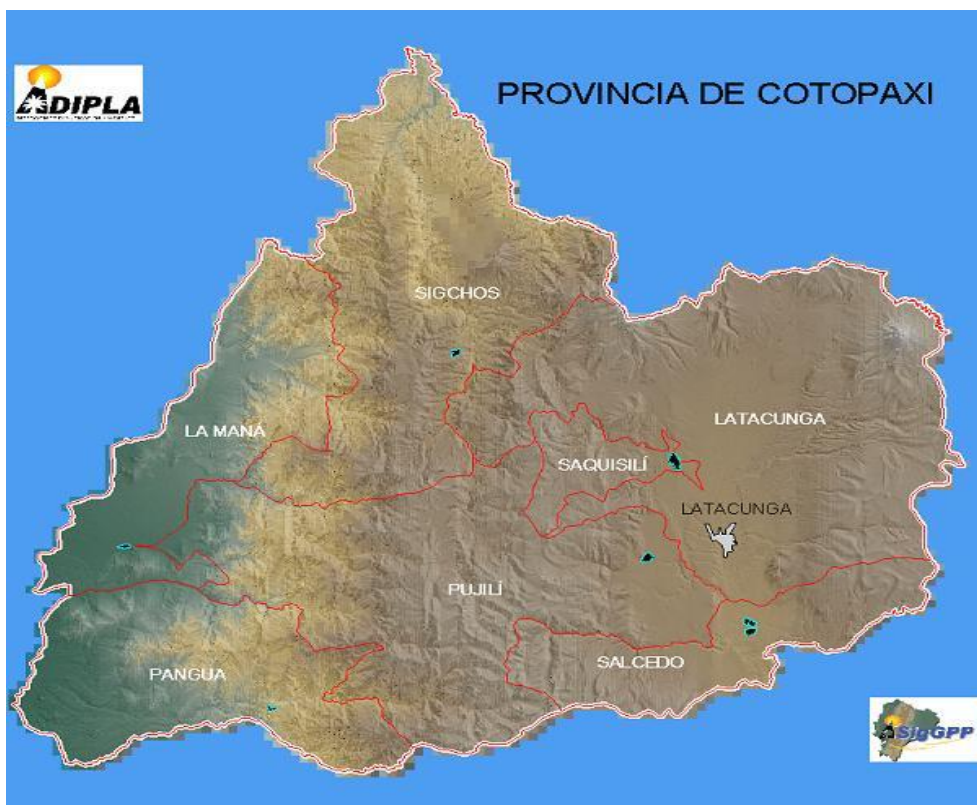 ADIPLA
PROVINCIA DE COTOPAXI
SIGCHOS
LA MANÁ
LATACUNGA
SAQUISILÍ
LATACUNGA
PUJILÍ
SALCEDO
PANGUA
SigGPP